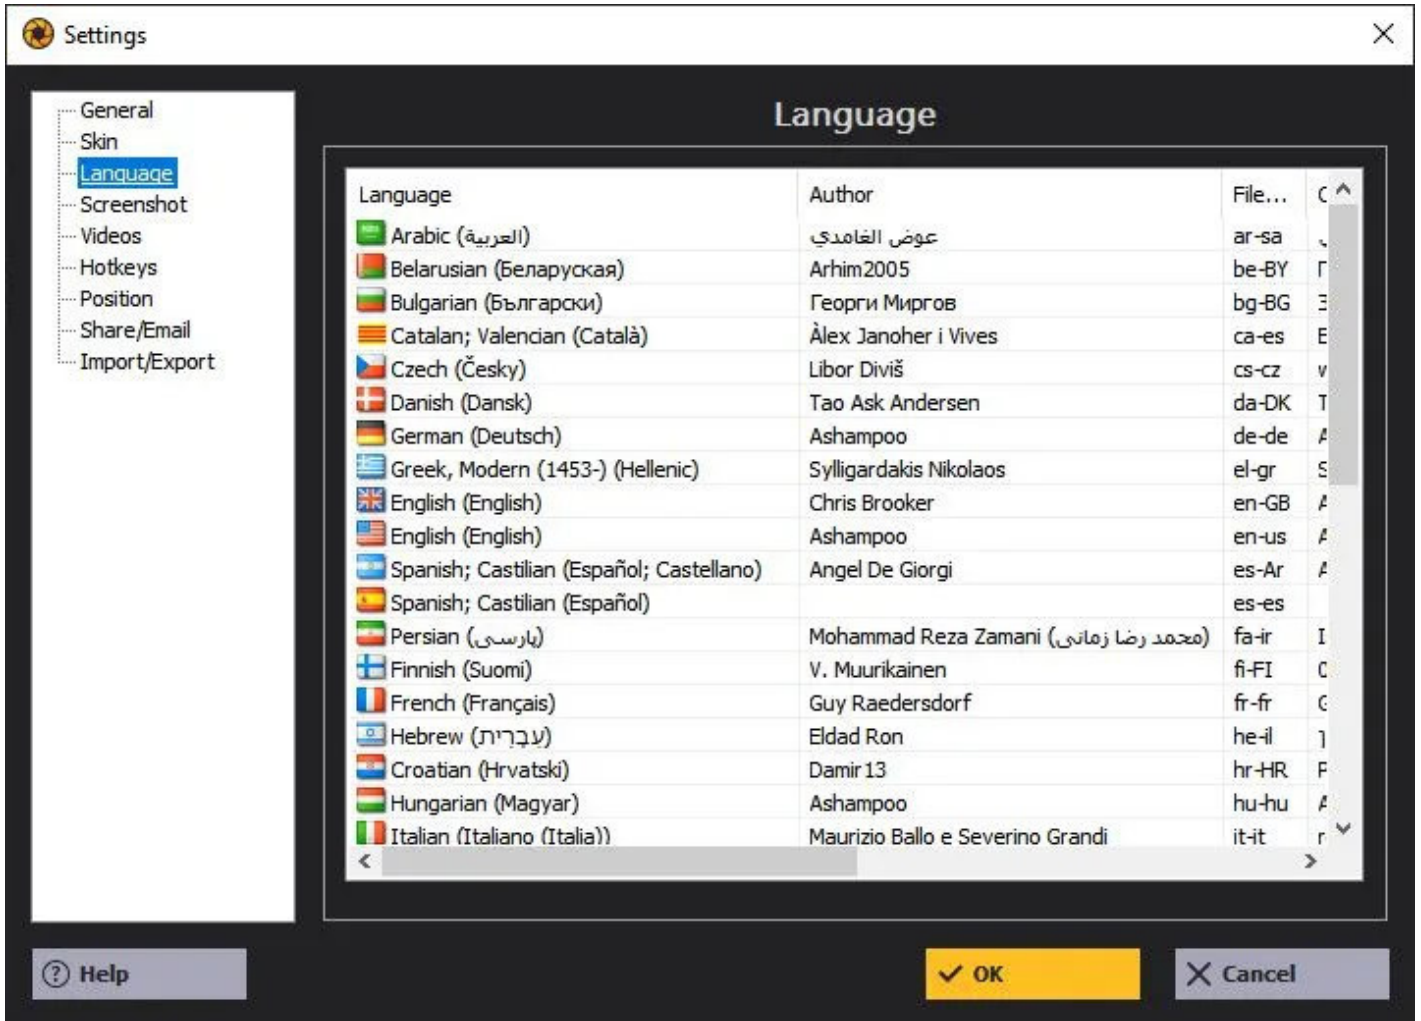 Settings
General
Skin
Language
Screenshot
Videos
Hotkeys
Position
Share/Email
Import/Export
Language
Language Author File...
Arabic (العربية) عوض الغامدي ar-sa
Belarusian (Беларуская) Arhim2005 be-BY
Bulgarian (Български) Георги Миргов bg-BG
Catalan; Valencian (Català) Àlex Janoher i Vives ca-es
Czech (Česky) Libor Diviš cs-cz
Danish (Dansk) Tao Ask Andersen da-DK
German (Deutsch) Ashampoo de-de
Greek, Modern (1453-) (Hellenic) Sylligardakis Nikolaos el-gr
English (English) Chris Brooker en-GB
English (English) Ashampoo en-us
Spanish; Castilian (Español; Castellano) Angel De Giorgi es-Ar
Spanish; Castilian (Español) es-es
Persian (پارسی) Mohammad Reza Zamani (محمد رضا زمانی) fa-ir
Finnish (Suomi) V. Muurikainen fi-FI
French (Français) Guy Raedersdorf fr-fr
Hebrew (עִבְרִית) Eldad Ron he-il
Croatian (Hrvatski) Damir13 hr-HR
Hungarian (Magyar) Ashampoo hu-hu
Italian (Italiano (Italia)) Maurizio Ballo e Severino Grandi it-it
Help
OK
Cancel